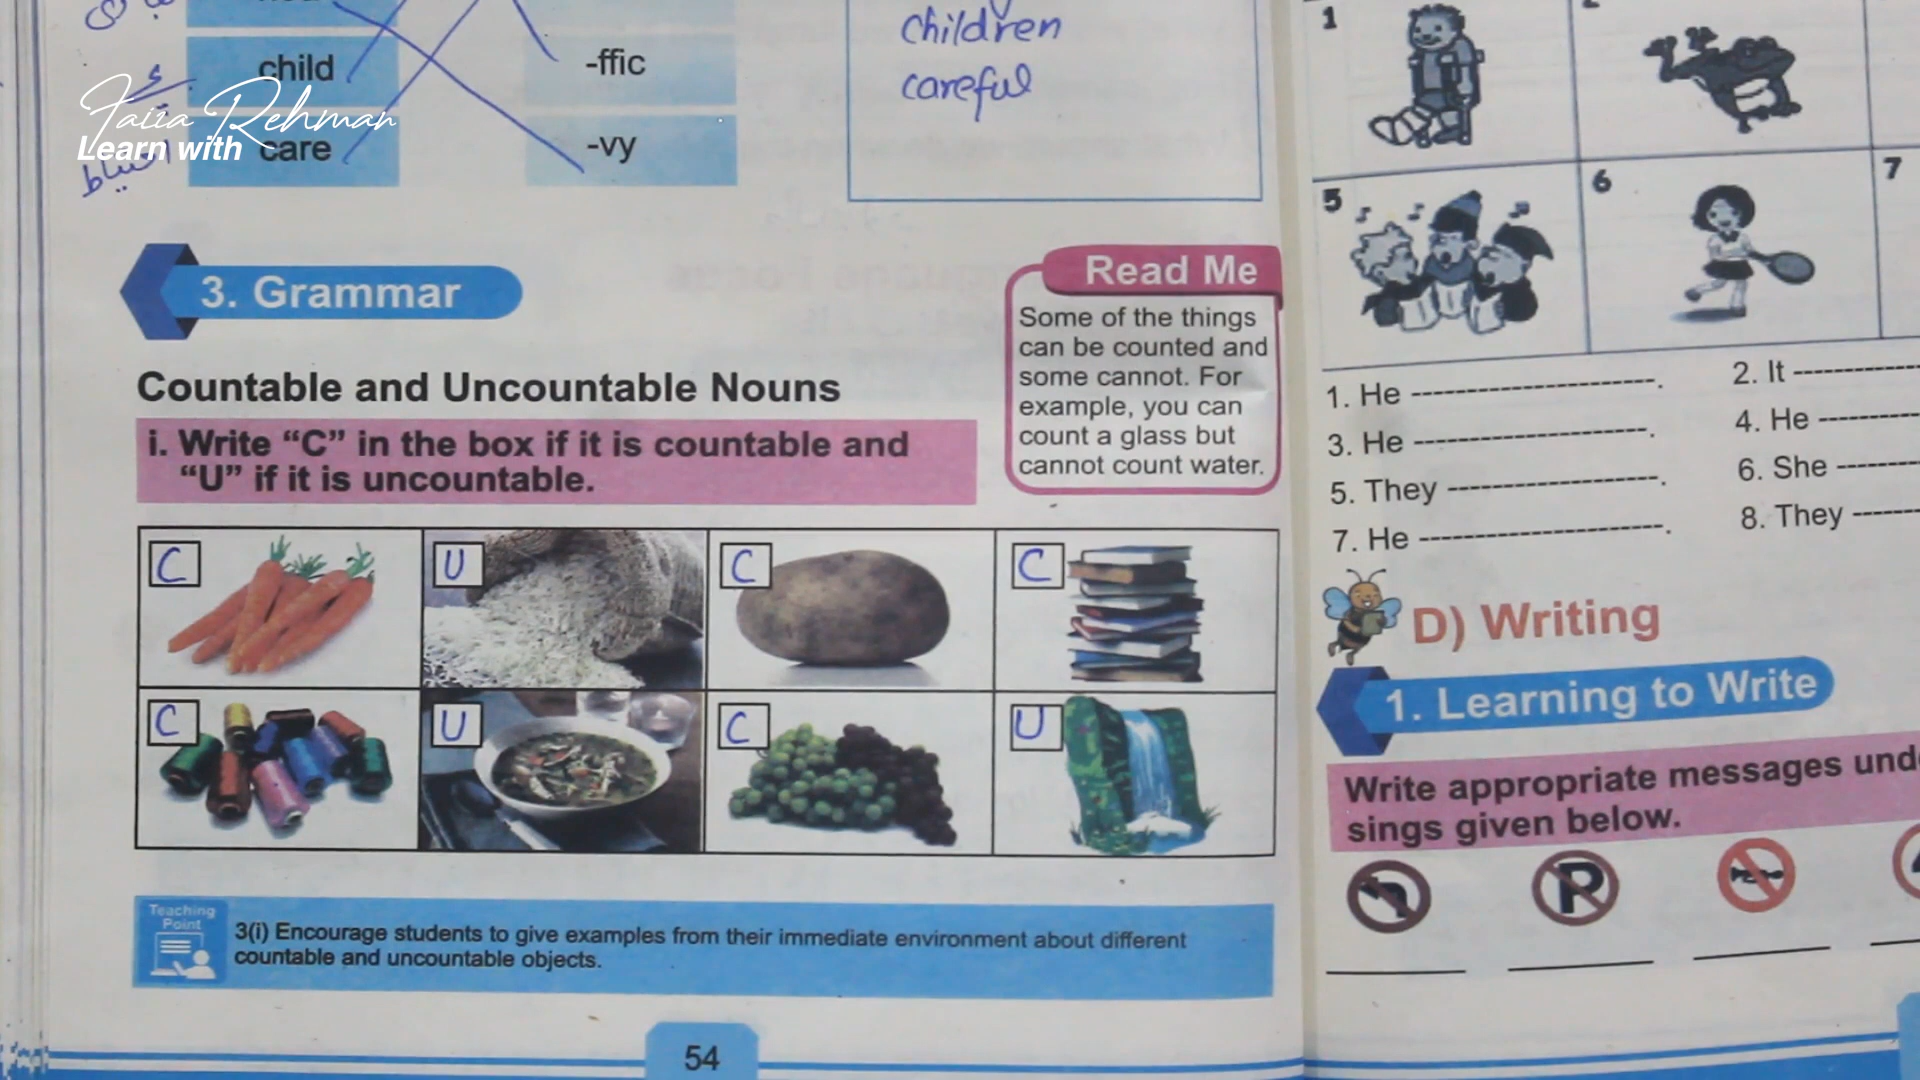 child
care
-ffic
-vy
children
careful
Faiza Rehman
Learn with
احتیاط
3. Grammar
Read Me
Some of the things
can be counted and
some cannot. For
example, you can
count a glass but
cannot count water.
Countable and Uncountable Nouns
i. Write “C” in the box if it is countable and
“U” if it is uncountable.
C
U
C
C
C
U
C
U
Teaching
Point
3(i) Encourage students to give examples from their immediate environment about different
countable and uncountable objects.
54
1
5
6
7
1. He ----------------------.
2. It ------------
3. He ---------------------.
4. He ----------
5. They -------------------.
6. She --------
7. He ----------------------.
8. They -------
D) Writing
1. Learning to Write
Write appropriate messages und
sings given below.
P